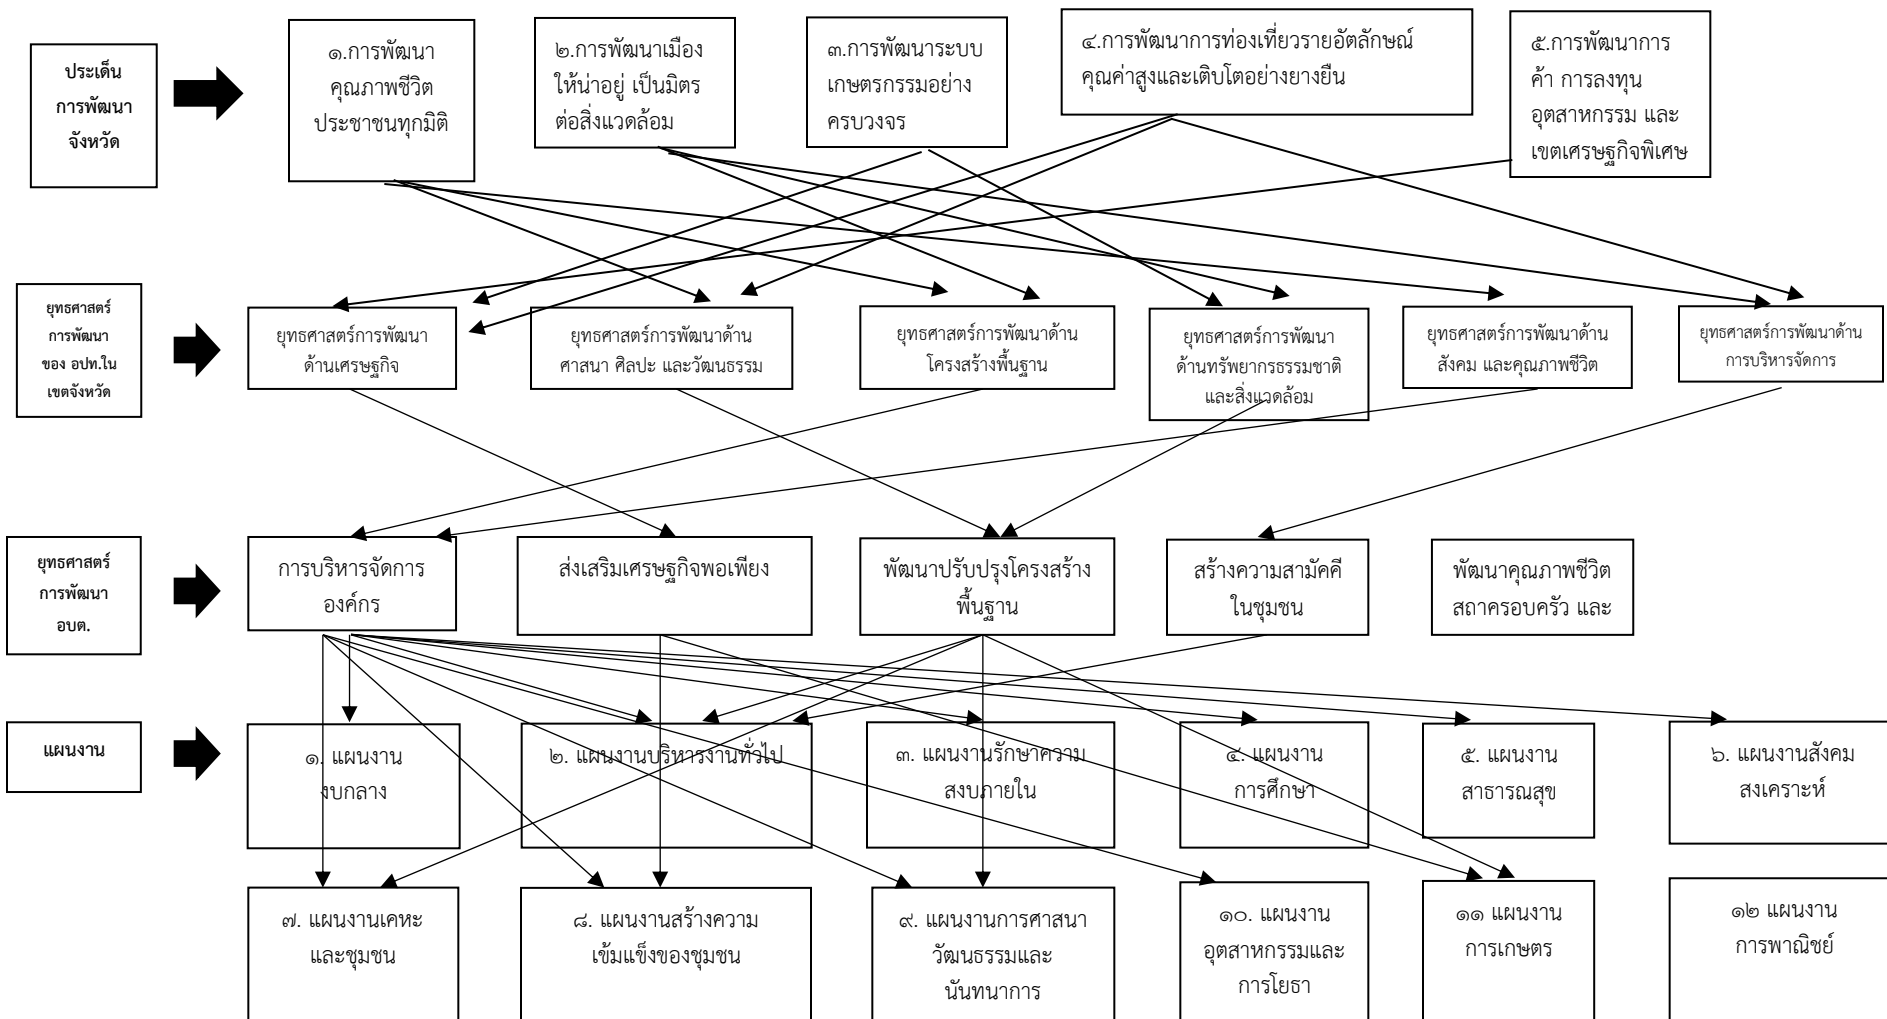 ประเด็น
การพัฒนา
จังหวัด
๑.การพัฒนา
คุณภาพชีวิต
ประชาชนทุกมิติ
๒.การพัฒนาเมือง
ให้น่าอยู่ เป็นมิตร
ต่อสิ่งแวดล้อม
๓.การพัฒนาระบบ
เกษตรกรรมอย่าง
ครบวงจร
๔.การพัฒนาการท่องเที่ยวรายอัตลักษณ์
คุณค่าสูงและเติบโตอย่างยางยืน
๕.การพัฒนาการ
ค้า การลงทุน
อุตสาหกรรม และ
เขตเศรษฐกิจพิเศษ
ยุทธศาสตร์
การพัฒนา
ของ อปท.ใน
เขตจังหวัด
ยุทธศาสตร์การพัฒนา
ด้านเศรษฐกิจ
ยุทธศาสตร์การพัฒนาด้าน
ศาสนา ศิลปะ และวัฒนธรรม
ยุทธศาสตร์การพัฒนาด้าน
โครงสร้างพื้นฐาน
ยุทธศาสตร์การพัฒนา
ด้านทรัพยากรธรรมชาติ
และสิ่งแวดล้อม
ยุทธศาสตร์การพัฒนาด้าน
สังคม และคุณภาพชีวิต
ยุทธศาสตร์การพัฒนาด้าน
การบริหารจัดการ
ยุทธศาสตร์
การพัฒนา
อบต.
การบริหารจัดการ
องค์กร
ส่งเสริมเศรษฐกิจพอเพียง
พัฒนาปรับปรุงโครงสร้าง
พื้นฐาน
สร้างความสามัคคี
ในชุมชน
พัฒนาคุณภาพชีวิต
สถาครอบครัว และ
แผนงาน
๑. แผนงาน
งบกลาง
๒. แผนงานบริหารงานทั่วไป
๓. แผนงานรักษาความ
สงบภายใน
๔. แผนงาน
การศึกษา
๕. แผนงาน
สาธารณสุข
๖. แผนงานสังคม
สงเคราะห์
๗. แผนงานเคหะ
และชุมชน
๘. แผนงานสร้างความ
เข้มแข็งของชุมชน
๙. แผนงานการศาสนา
วัฒนธรรมและ
นันทนาการ
๑๐. แผนงาน
อุตสาหกรรมและ
การโยธา
๑๑ แผนงาน
การเกษตร
๑๒ แผนงาน
การพาณิชย์